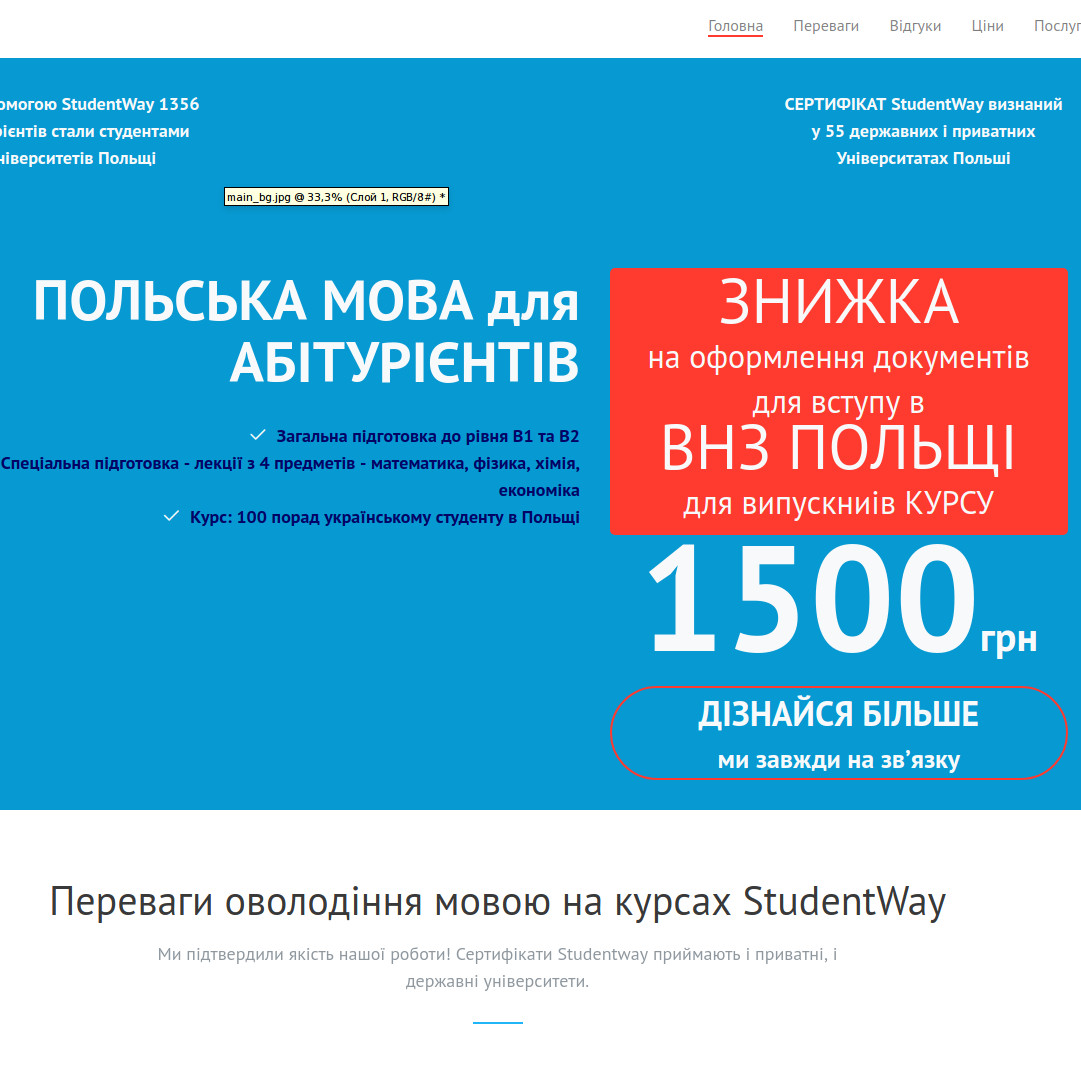 Головна Переваги Відгуки Ціни Послуг
омогою StudentWay 1356
рієнтів стали студентами
ніверситетів Польщі
СЕРТИФІКАТ StudentWay визнаний
у 55 державних і приватних
Університатах Польші
main_bg.jpg @ 33,3% (Слой 1, RGB/8#) *
ПОЛЬСЬКА МОВА для
АБІТУРІЄНТІВ
Загальна підготовка до рівня В1 та В2
Спеціальна підготовка - лекції з 4 предметів - математика, фізика, хімія,
економіка
Курс: 100 порад українському студенту в Польщі
ЗНИЖКА
на оформлення документів
для вступу в
ВНЗ ПОЛЬЩІ
для випускниів КУРСУ
1500грн
ДІЗНАЙСЯ БІЛЬШЕ
ми завжди на зв’язку
Переваги оволодіння мовою на курсах StudentWay
Ми підтвердили якість нашої роботи! Сертифікати Studentway приймають і приватні, і
державні університети.